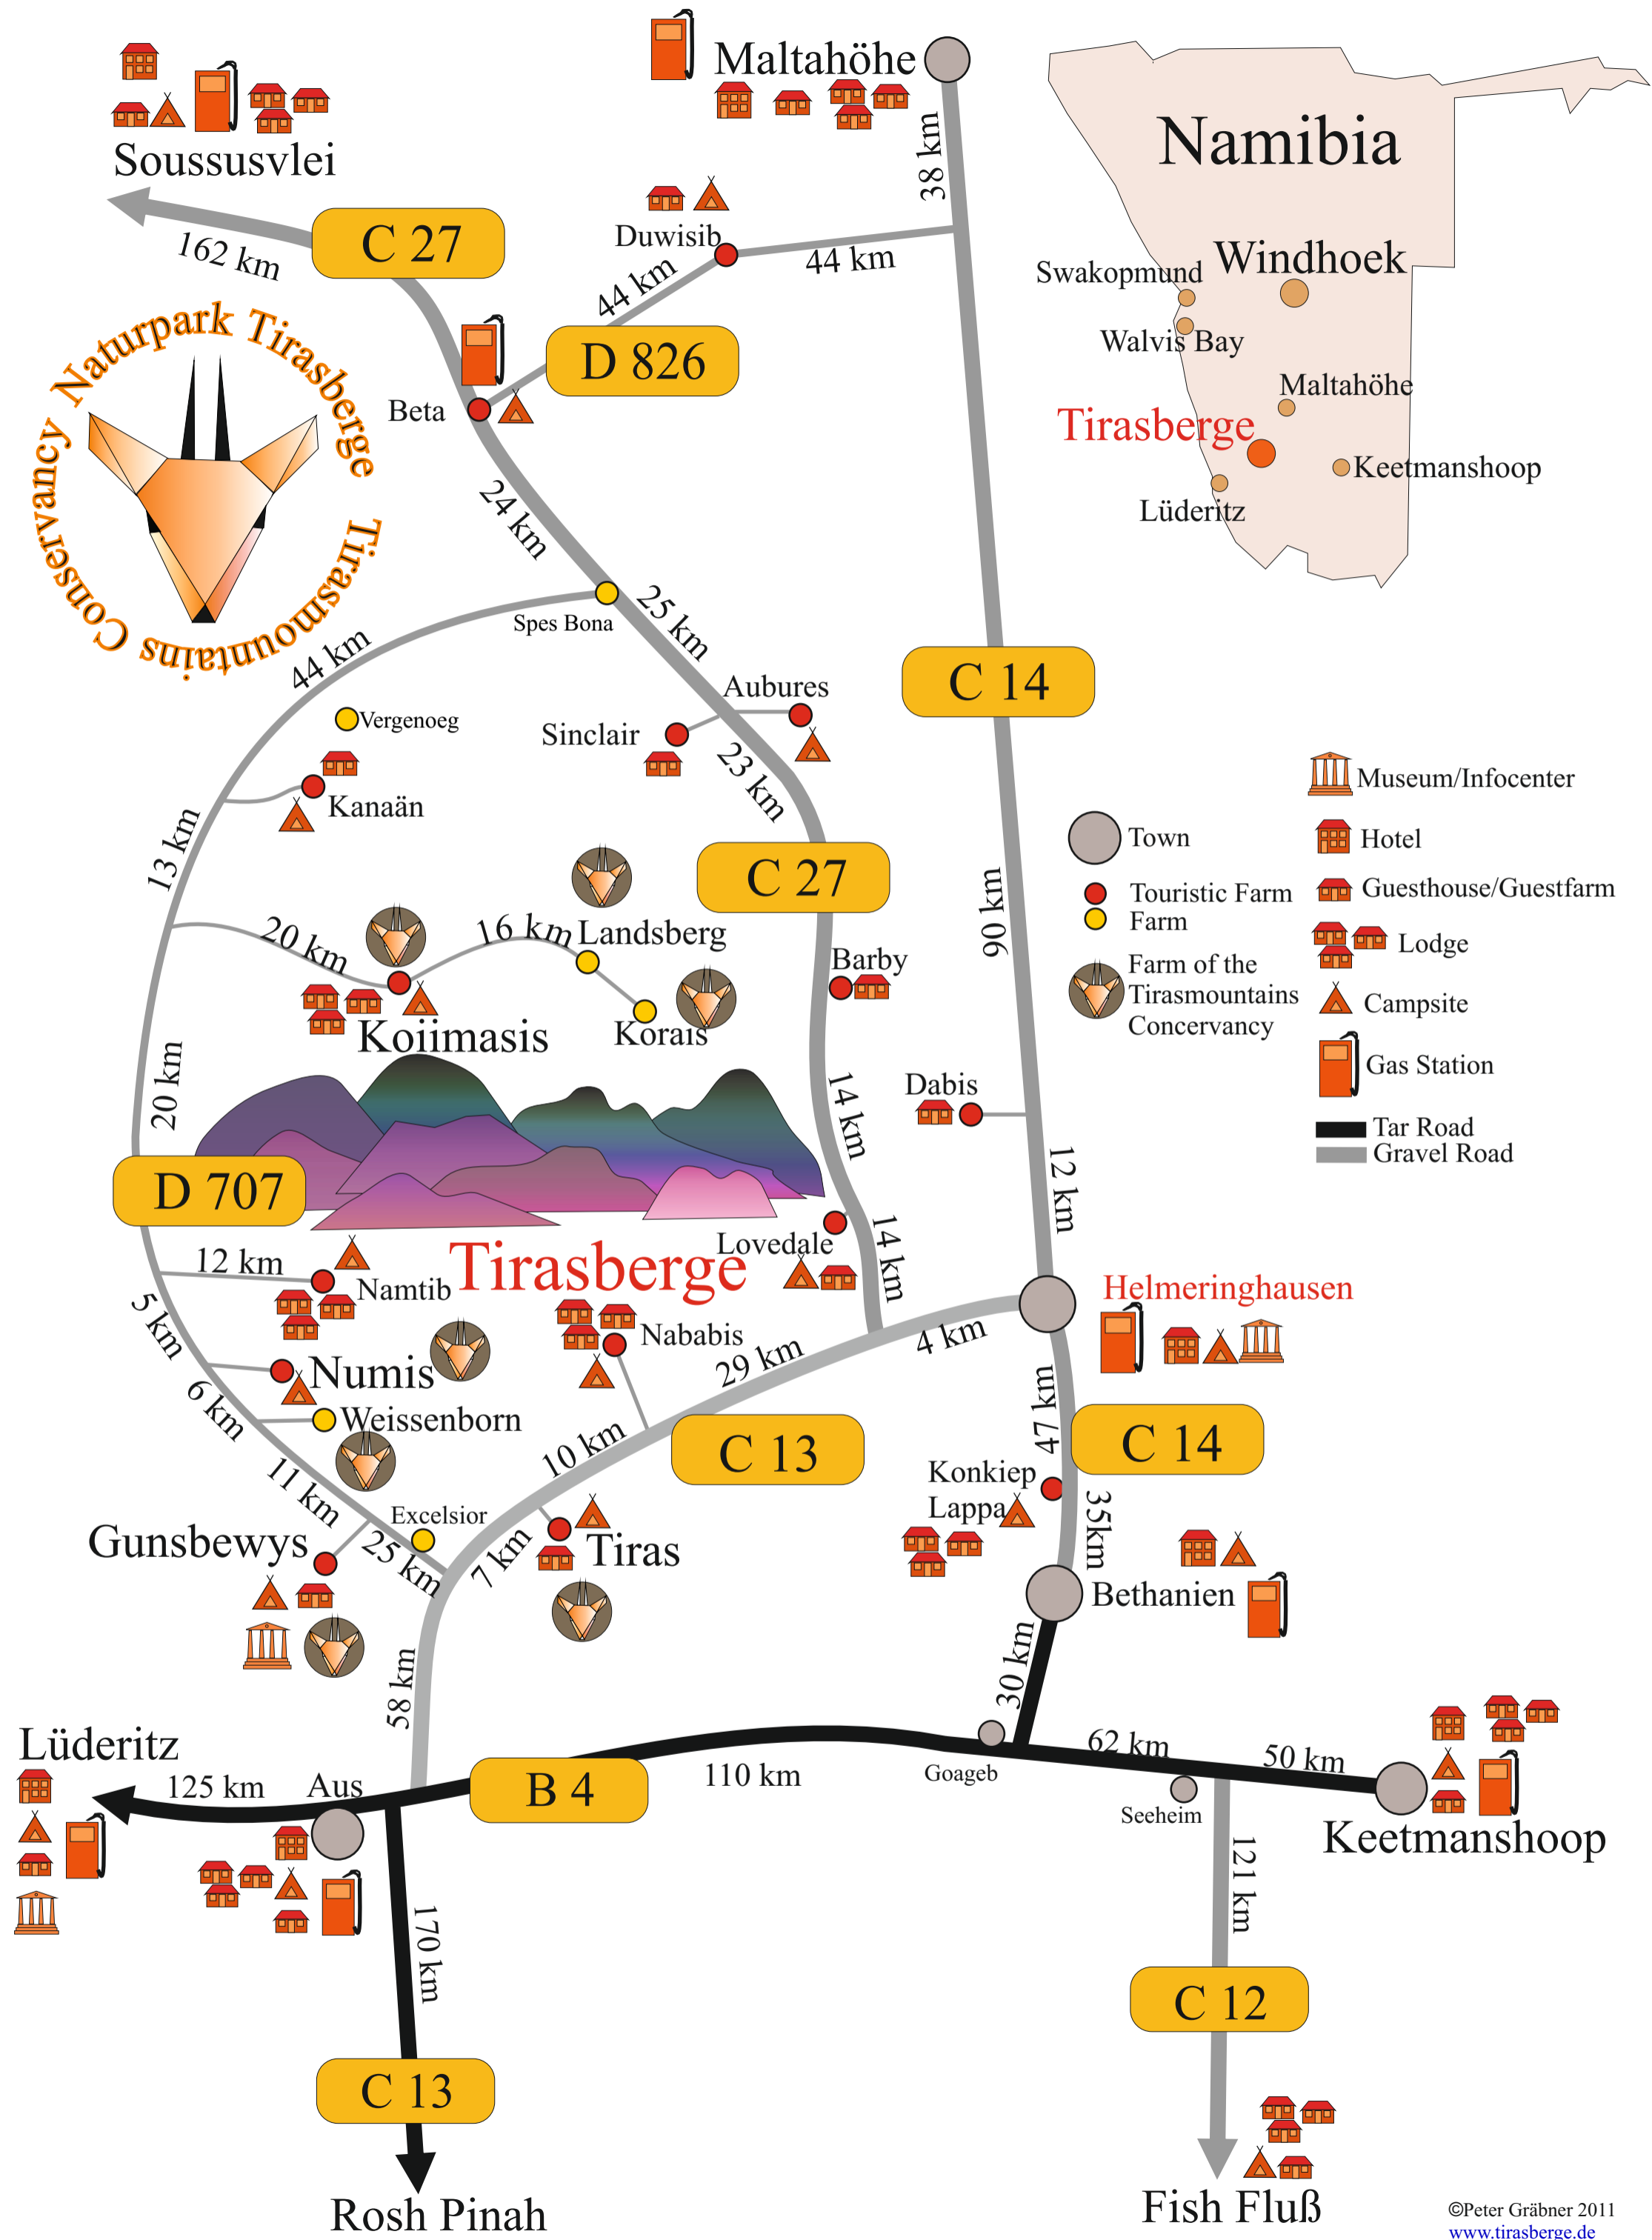 Maltahöhe
Soussusvlei
38 km
Namibia
Windhoek
Swakopmund
Walvis Bay
Maltahöhe
Tirasberge
Keetmanshoop
Lüderitz
162 km
C 27
Duwisib
44 km
44 km
D 826
Naturpark Tirasberge
Tirasmountains Conservancy
Beta
24 km
Spes Bona
25 km
44 km
C 14
Vergenoeg
Aubures
Sinclair
23 km
Kanaän
13 km
C 27
Town
Touristic Farm
Farm
Farm of the
Tirasmountains
Concervancy
Museum/Infocenter
Hotel
Guesthouse/Guestfarm
Lodge
Campsite
Gas Station
Tar Road
Gravel Road
90 km
20 km
16 km
Landsberg
Barby
Koiimasis
Korais
20 km
14 km
Dabis
12 km
D 707
12 km
Namtib
Tirasberge
Lovedale
14 km
Helmeringhausen
5 km
Nababis
29 km
4 km
Numis
6 km
Weissenborn
47 km
C 14
10 km
C 13
11 km
Konkiep
Lappa
35km
Excelsior
Gunsbewys
25 km
7 km
Tiras
Bethanien
58 km
30 km
Lüderitz
125 km
Aus
B 4
110 km
Goageb
62 km
50 km
Seeheim
Keetmanshoop
170 km
121 km
C 12
C 13
Rosh Pinah
Fish Fluß
©Peter Gräbner 2011
www.tirasberge.de